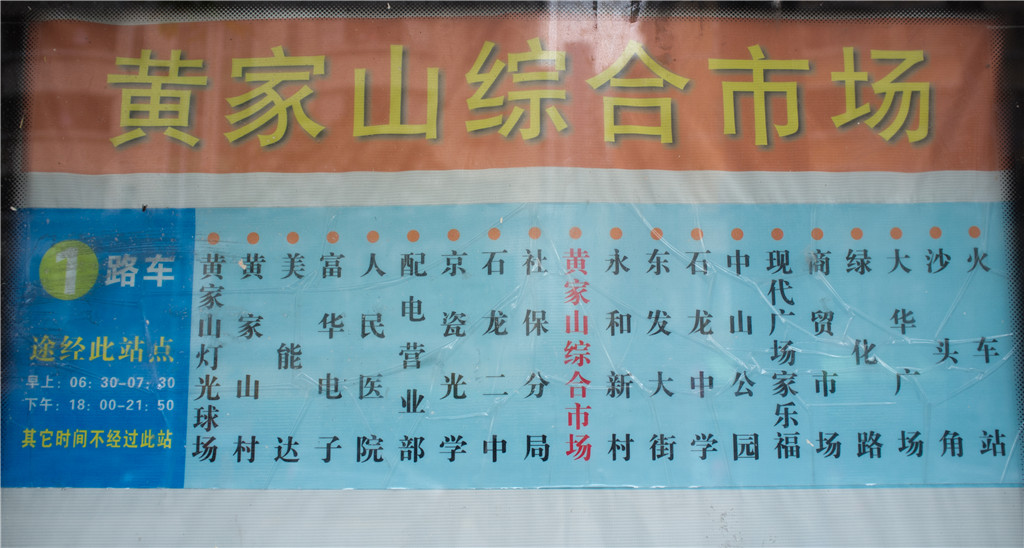 黄家山综合市场
1路车
途经此站点
早上：06：30-07：30
下午：18：00-21：50
其它时间不经过此站
黄家山灯光球场
黄家山村
美能达
富华电子
人民医院
配电营业部
京瓷光学
石龙二中
社保分局
黄家山综合市场
永和新村
东发大街
石龙中学
中山公园
现代广场家乐福
商贸市场
绿化路
大华广场
沙头角
火车站